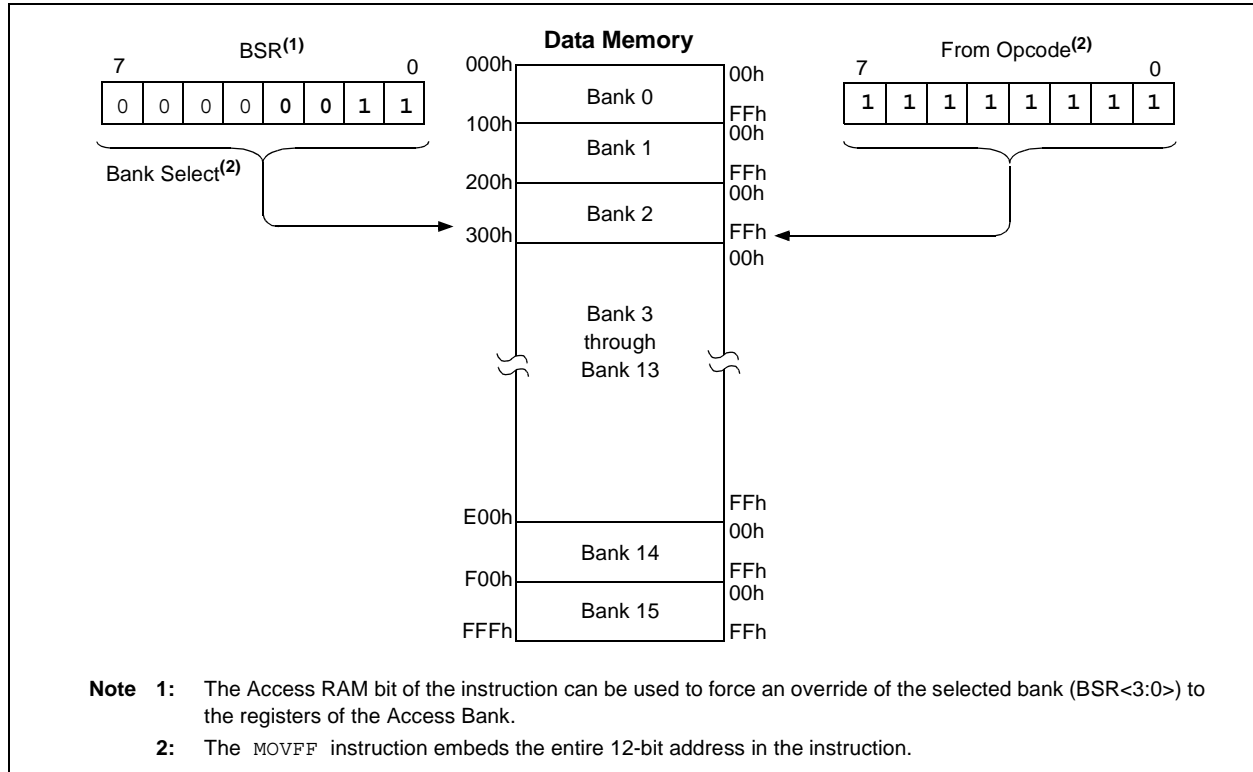 Data Memory
BSR(1)
7 0
0 0 0 0 0 0 1 1
Bank Select(2)
From Opcode(2)
7 0
1 1 1 1 1 1 1 1
000h
00h
Bank 0
FFh
100h
00h
Bank 1
FFh
200h
00h
Bank 2
FFh
300h
00h
Bank 3
through
Bank 13
FFh
E00h
00h
Bank 14
FFh
F00h
00h
Bank 15
FFFh
FFh
Note 1: The Access RAM bit of the instruction can be used to force an override of the selected bank (BSR<3:0>) to
the registers of the Access Bank.
2: The MOVFF instruction embeds the entire 12-bit address in the instruction.